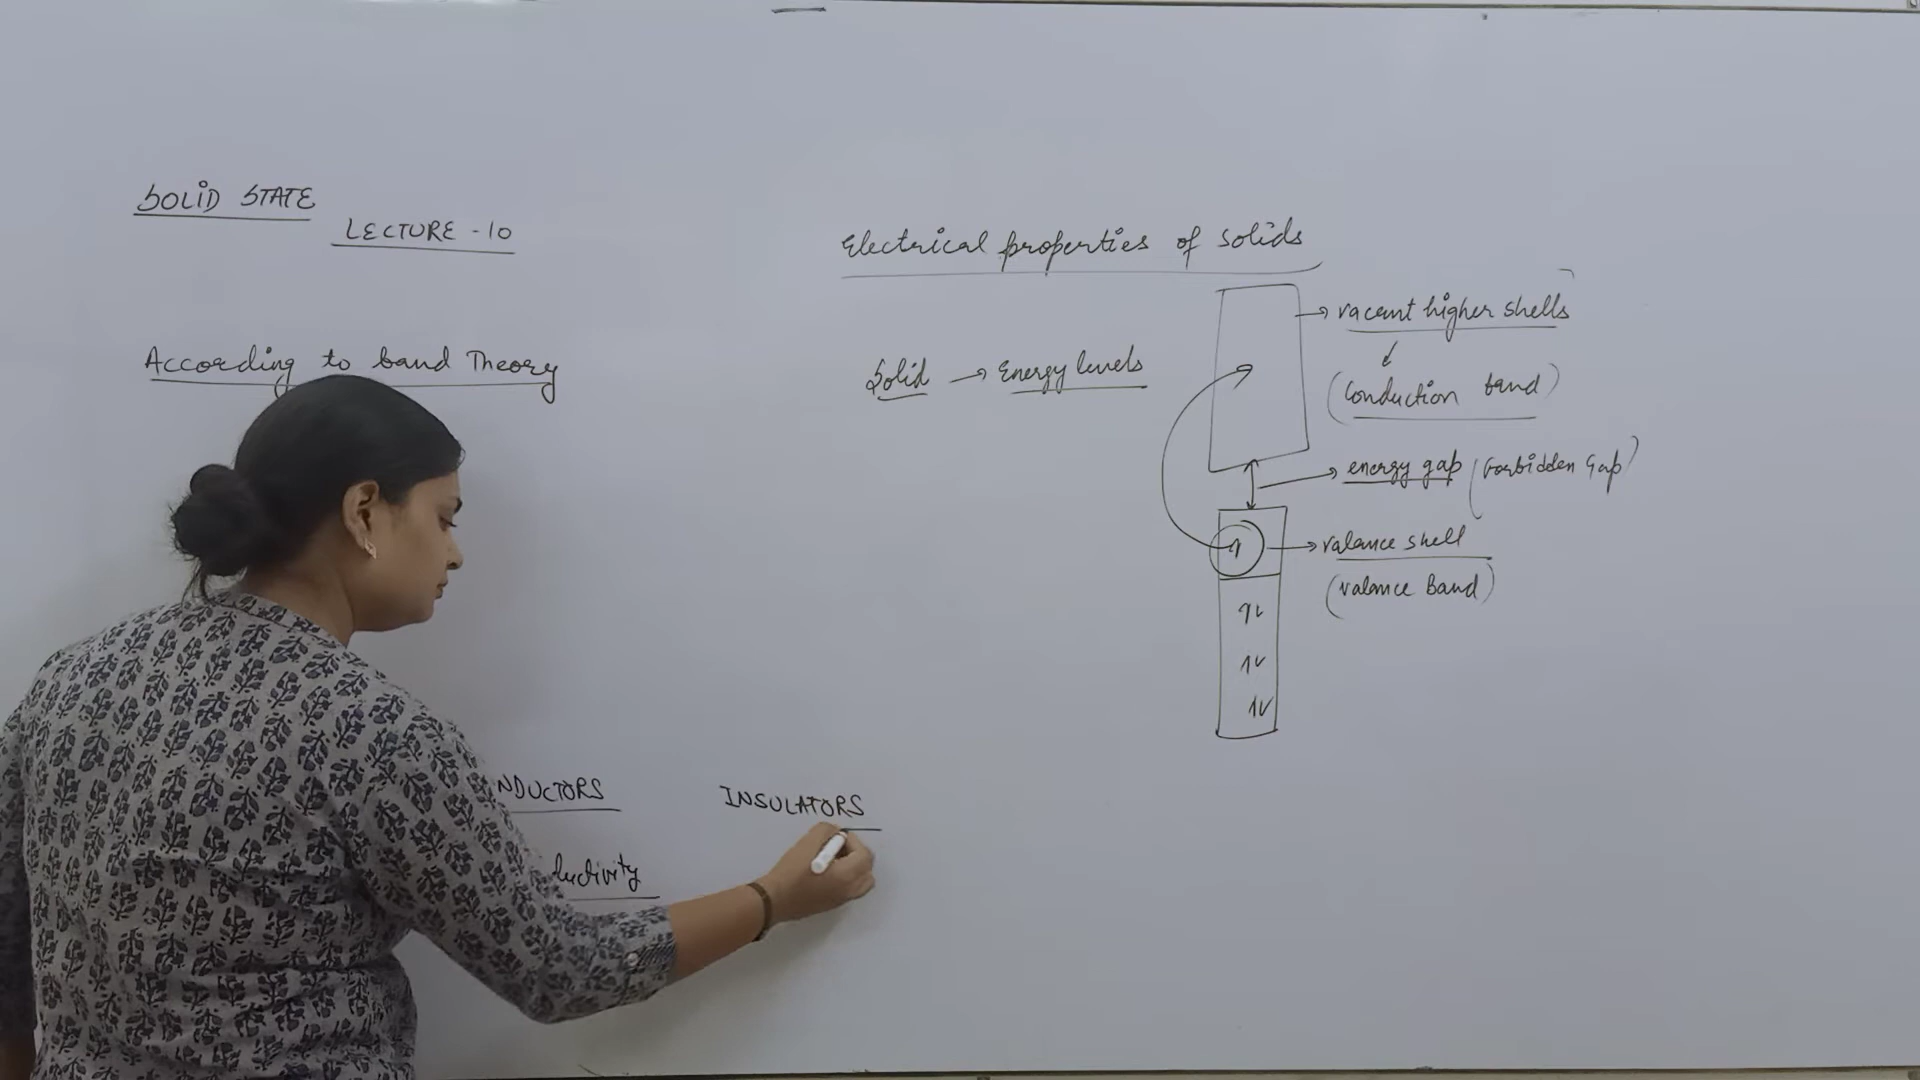 SOLID STATE
LECTURE - 10
According to band Theory
NDUCTORS
INSULATORS
ductivity
Electrical properties of solids
Solid → Energy levels
→ vacant higher shells
(Conduction band)
→ energy gap (Forbidden Gap)
→ valance shell
(valance Band)